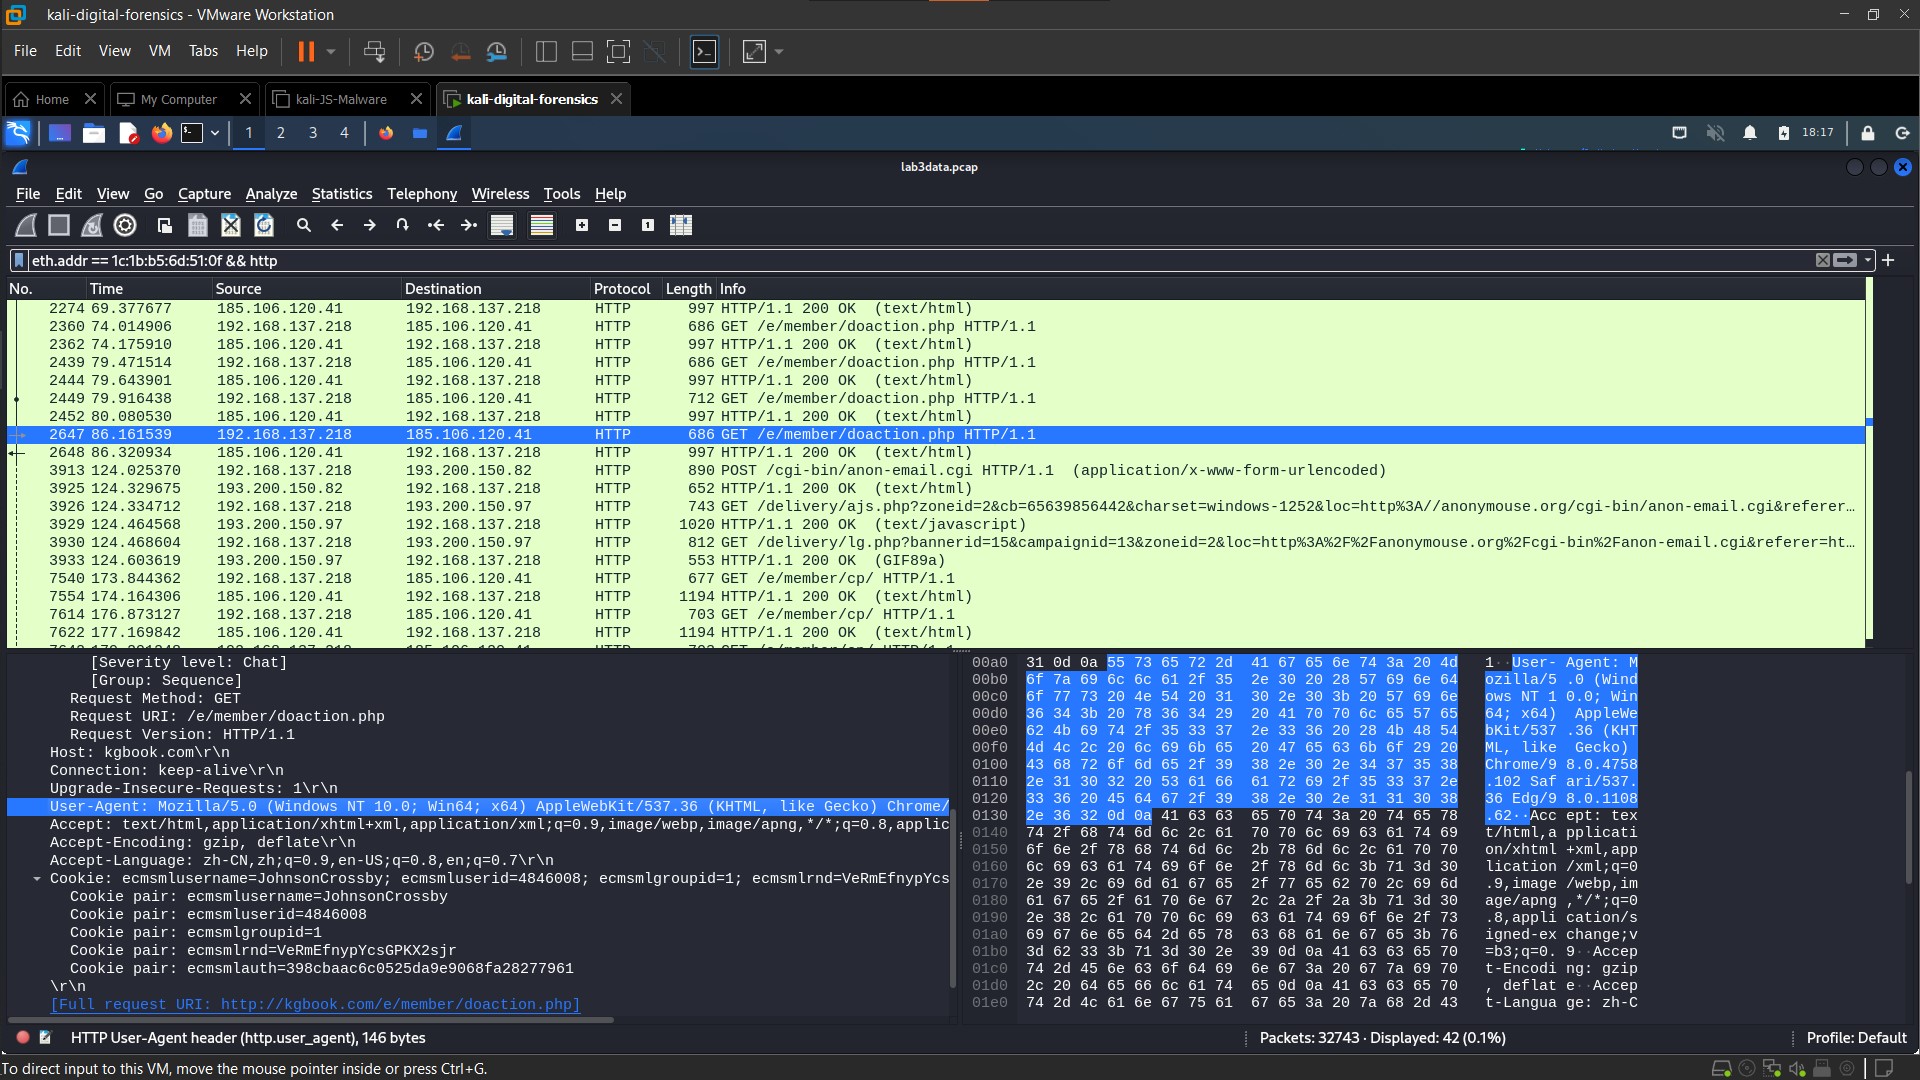 kali-digital-forensics - VMware Workstation
File Edit View VM Tabs Help
Home My Computer kali-JS-Malware kali-digital-forensics
1 2 3 4 18:17
lab3data.pcap
File Edit View Go Capture Analyze Statistics Telephony Wireless Tools Help
eth.addr == 1c:1b:b5:6d:51:0f && http
No. Time Source Destination Protocol Length Info
2274 69.377677 185.106.120.41 192.168.137.218 HTTP 997 HTTP/1.1 200 OK (text/html)
2360 74.014906 192.168.137.218 185.106.120.41 HTTP 686 GET /e/member/doaction.php HTTP/1.1
2362 74.175910 185.106.120.41 192.168.137.218 HTTP 997 HTTP/1.1 200 OK (text/html)
2439 79.471514 192.168.137.218 185.106.120.41 HTTP 686 GET /e/member/doaction.php HTTP/1.1
2444 79.643901 185.106.120.41 192.168.137.218 HTTP 997 HTTP/1.1 200 OK (text/html)
2449 79.916438 192.168.137.218 185.106.120.41 HTTP 712 GET /e/member/doaction.php HTTP/1.1
2452 80.080530 185.106.120.41 192.168.137.218 HTTP 997 HTTP/1.1 200 OK (text/html)
2647 86.161539 192.168.137.218 185.106.120.41 HTTP 686 GET /e/member/doaction.php HTTP/1.1
2648 86.320934 185.106.120.41 192.168.137.218 HTTP 997 HTTP/1.1 200 OK (text/html)
3913 124.025370 192.168.137.218 193.200.150.82 HTTP 890 POST /cgi-bin/anon-email.cgi HTTP/1.1 (application/x-www-form-urlencoded)
3925 124.329675 193.200.150.82 192.168.137.218 HTTP 652 HTTP/1.1 200 OK (text/html)
3926 124.334712 192.168.137.218 193.200.150.97 HTTP 743 GET /delivery/ajs.php?zoneid=2&cb=65639856442&charset=windows-1252&loc=http%3A//anonymouse.org/cgi-bin/anon-email.cgi&referer…
3929 124.464568 193.200.150.97 192.168.137.218 HTTP 1020 HTTP/1.1 200 OK (text/javascript)
3930 124.468604 192.168.137.218 193.200.150.97 HTTP 812 GET /delivery/lg.php?bannerid=15&campaignid=13&zoneid=2&loc=http%3A%2F%2Fanonymouse.org%2Fcgi-bin%2Fanon-email.cgi&referer=ht…
3933 124.603619 193.200.150.97 192.168.137.218 HTTP 553 HTTP/1.1 200 OK (GIF89a)
7540 173.844362 192.168.137.218 185.106.120.41 HTTP 677 GET /e/member/cp/ HTTP/1.1
7554 174.164306 185.106.120.41 192.168.137.218 HTTP 1194 HTTP/1.1 200 OK (text/html)
7614 176.873127 192.168.137.218 185.106.120.41 HTTP 703 GET /e/member/cp/ HTTP/1.1
7622 177.169842 185.106.120.41 192.168.137.218 HTTP 1194 HTTP/1.1 200 OK (text/html)
[Severity level: Chat]
[Group: Sequence]
Request Method: GET
Request URI: /e/member/doaction.php
Request Version: HTTP/1.1
Host: kgbook.com\r\n
Connection: keep-alive\r\n
Upgrade-Insecure-Requests: 1\r\n
User-Agent: Mozilla/5.0 (Windows NT 10.0; Win64; x64) AppleWebKit/537.36 (KHTML, like Gecko) Chrome/
Accept: text/html,application/xhtml+xml,application/xml;q=0.9,image/webp,image/apng,*/*;q=0.8,applic
Accept-Encoding: gzip, deflate\r\n
Accept-Language: zh-CN,zh;q=0.9,en-US;q=0.8,en;q=0.7\r\n
Cookie: ecmsmlusername=JohnsonCrossby; ecmsmluserid=4846008; ecmsmlgroupid=1; ecmsmlrnd=VeRmEfnypYcs
Cookie pair: ecmsmlusername=JohnsonCrossby
Cookie pair: ecmsmluserid=4846008
Cookie pair: ecmsmlgroupid=1
Cookie pair: ecmsmlrnd=VeRmEfnypYcsGPKX2sjr
Cookie pair: ecmsmlauth=398cbaac6c0525da9e9068fa28277961
\r\n
[Full request URI: http://kgbook.com/e/member/doaction.php]
00a0 31 0d 0a 55 73 65 72 2d 41 67 65 6e 74 3a 20 4d 1··User- Agent: M
00b0 6f 7a 69 6c 6c 61 2f 35 2e 30 20 28 57 69 6e 64 ozilla/5 .0 (Wind
00c0 6f 77 73 20 4e 54 20 31 30 2e 30 3b 20 57 69 6e ows NT 1 0.0; Win
00d0 36 34 3b 20 78 36 34 29 20 41 70 70 6c 65 57 65 64; x64) AppleWe
00e0 62 4b 69 74 2f 35 33 37 2e 33 36 20 28 4b 48 54 bKit/537 .36 (KHT
00f0 4d 4c 2c 20 6c 69 6b 65 20 47 65 63 6b 6f 29 20 ML, like Gecko)
0100 43 68 72 6f 6d 65 2f 39 38 2e 30 2e 34 37 35 38 Chrome/9 8.0.4758
0110 2e 31 30 32 20 53 61 66 61 72 69 2f 35 33 37 2e .102 Saf ari/537.
0120 33 36 20 45 64 67 2f 39 38 2e 30 2e 31 31 30 38 36 Edg/9 8.0.1108
0130 2e 36 32 0d 0a 41 63 63 65 70 74 3a 20 74 65 78 .62··Acc ept: tex
0140 74 2f 68 74 6d 6c 2c 61 70 70 6c 69 63 61 74 69 t/html,a pplicati
0150 6f 6e 2f 78 68 74 6d 6c 2b 78 6d 6c 2c 61 70 70 on/xhtml +xml,app
0160 6c 69 63 61 74 69 6f 6e 2f 78 6d 6c 3b 71 3d 30 lication /xml;q=0
0170 2e 39 2c 69 6d 61 67 65 2f 77 65 62 70 2c 69 6d .9,image /webp,im
0180 61 67 65 2f 61 70 6e 67 2c 2a 2f 2a 3b 71 3d 30 age/apng ,*/*;q=0
0190 2e 38 2c 61 70 70 6c 69 63 61 74 69 6f 6e 2f 73 .8,appli cation/s
01a0 69 67 6e 65 64 2d 65 78 63 68 61 6e 67 65 3b 76 igned-ex change;v
01b0 3d 62 33 3b 71 3d 30 2e 39 0d 0a 41 63 63 65 70 =b3;q=0. 9··Accep
01c0 74 2d 45 6e 63 6f 64 69 6e 67 3a 20 67 7a 69 70 t-Encodi ng: gzip
01d0 2c 20 64 65 66 6c 61 74 65 0d 0a 41 63 63 65 70 , deflat e··Accep
01e0 74 2d 4c 61 6e 67 75 61 67 65 3a 20 7a 68 2d 43 t-Langua ge: zh-C
HTTP User-Agent header (http.user_agent), 146 bytes
Packets: 32743 · Displayed: 42 (0.1%)
Profile: Default
To direct input to this VM, move the mouse pointer inside or press Ctrl+G.